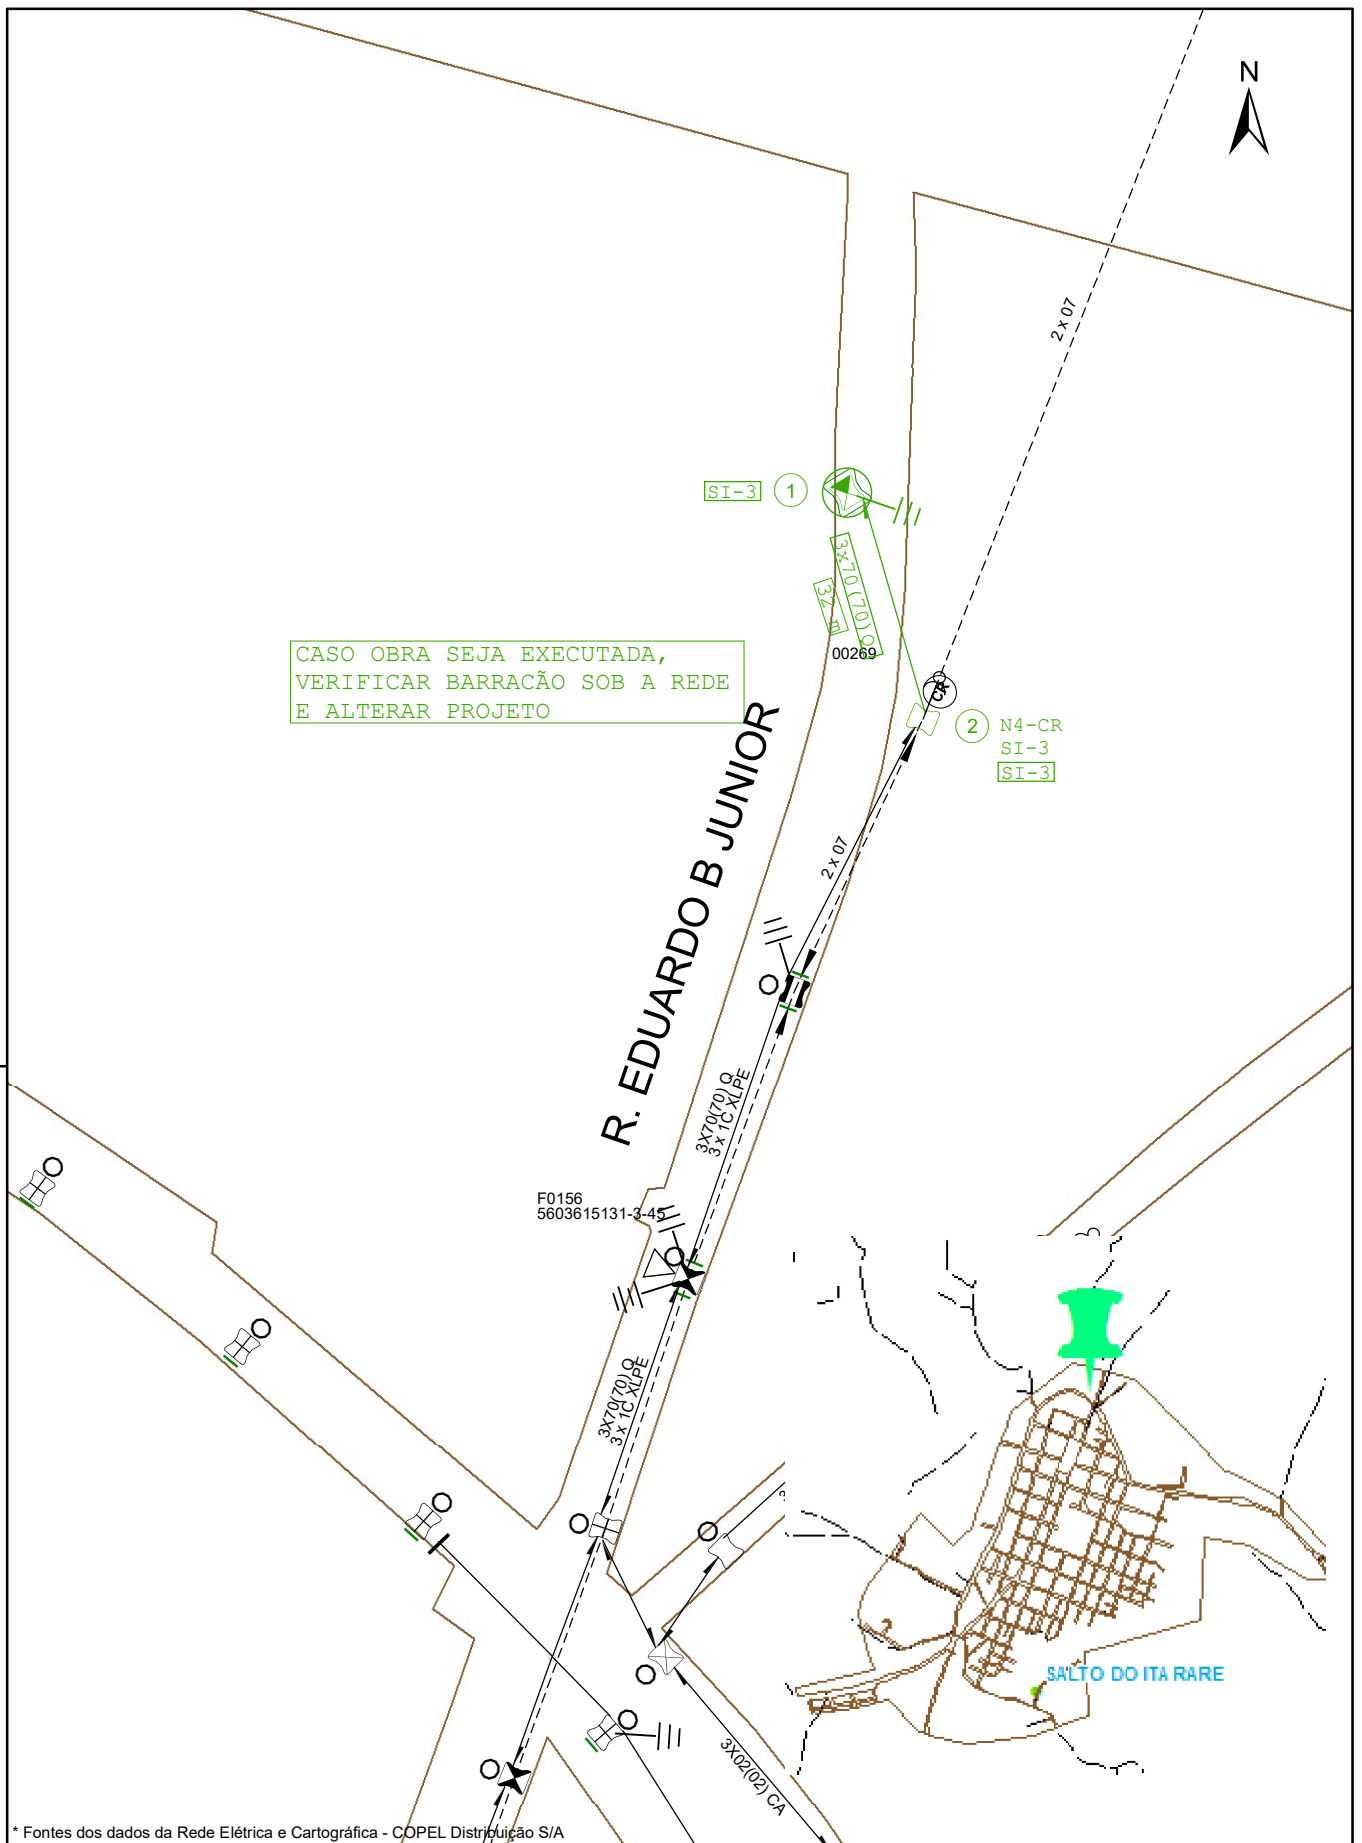 N
2 x 07
SI-3
1
3x70(70)Q
32 m
00269
CASO OBRA SEJA EXECUTADA,
VERIFICAR BARRACÃO SOB A REDE
E ALTERAR PROJETO
2
N4-CR
SI-3
SI-3
R. EDUARDO B JUNIOR
2 x 07
3X70(70) Q
3 x 1C XLPE
F0156
5603615131-3-45
3X70(70) Q
3 x 1C XLPE
SALTO DO ITA RARE
3X02(02) CA
* Fontes dos dados da Rede Elétrica e Cartográfica - COPEL Distribuição S/A